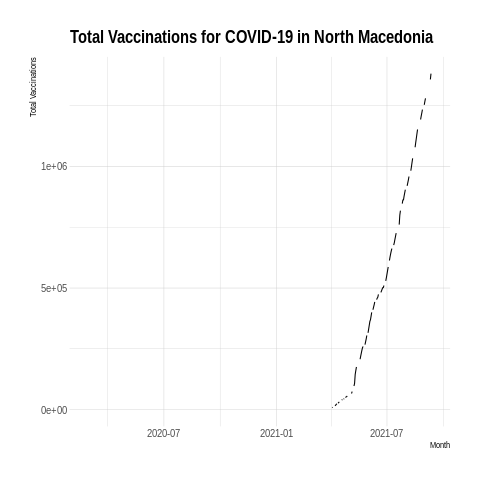 Total Vaccinations for COVID-19 in North Macedonia
Total Vaccinations
1e+06
5e+05
0e+00
2020-07
2021-01
2021-07
Month